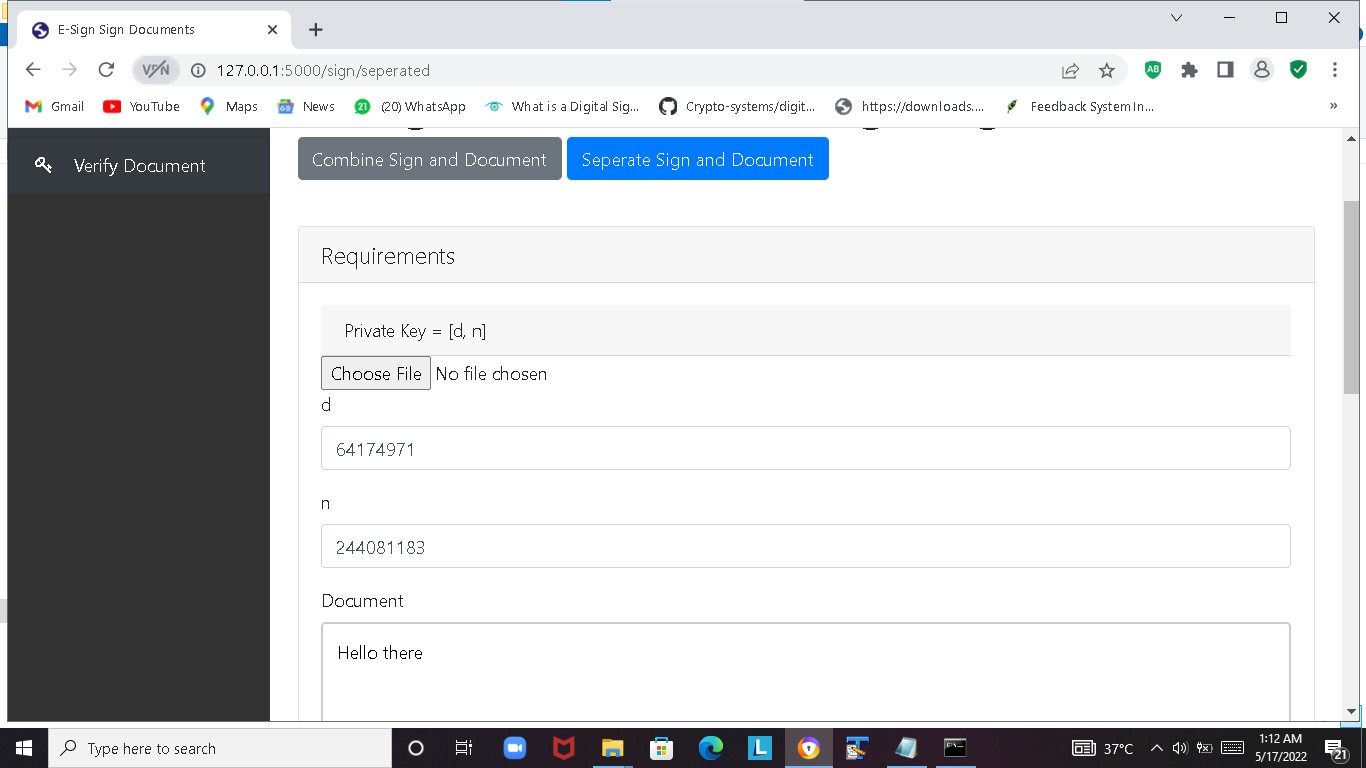 E-Sign Sign Documents
VPN
127.0.0.1:5000/sign/seperated
AB
Gmail
YouTube
Maps
News
21
(20) WhatsApp
What is a Digital Sig...
Crypto-systems/digit...
https://downloads....
Feedback System In...
»
Verify Document
Combine Sign and Document
Seperate Sign and Document
Requirements
Private Key = [d, n]
Choose File No file chosen
d
64174971
n
244081183
Document
Hello there
Type here to search
L
37°C
1:12 AM
5/17/2022
21